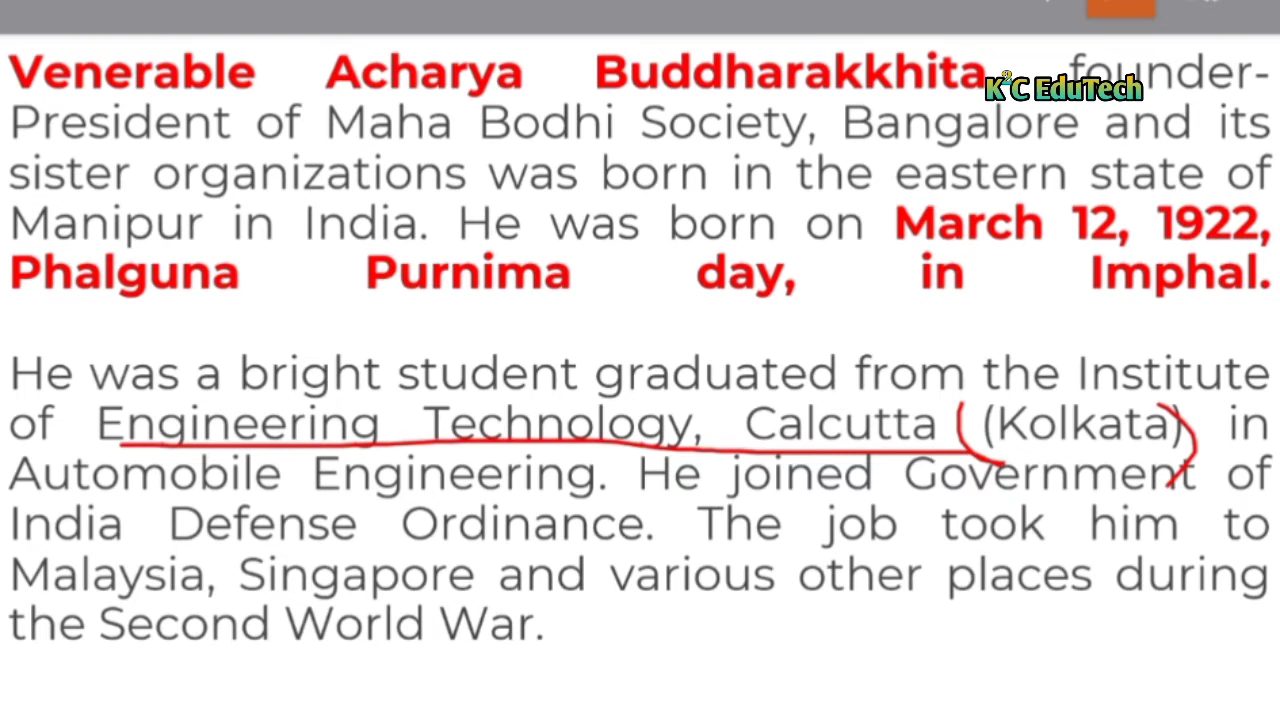 Venerable Acharya Buddharakkhita founder-
K2C EduTech
President of Maha Bodhi Society, Bangalore and its
sister organizations was born in the eastern state of
Manipur in India. He was born on March 12, 1922,
Phalguna Purnima day, in Imphal.
He was a bright student graduated from the Institute
of Engineering Technology, Calcutta (Kolkata) in
Automobile Engineering. He joined Government of
India Defense Ordinance. The job took him to
Malaysia, Singapore and various other places during
the Second World War.